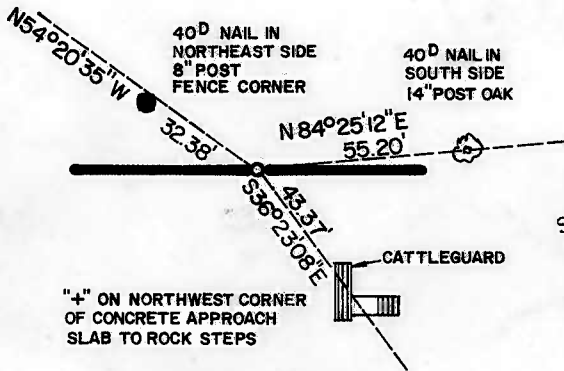 N54°20'35"W
32.38'
40D NAIL IN
NORTHEAST SIDE
8" POST
FENCE CORNER
40D NAIL IN
SOUTH SIDE
14" POST OAK
N84°25'12"E
55.20'
43.37'
S36°23'08"E
CATTLEGUARD
"+" ON NORTHWEST CORNER
OF CONCRETE APPROACH
SLAB TO ROCK STEPS